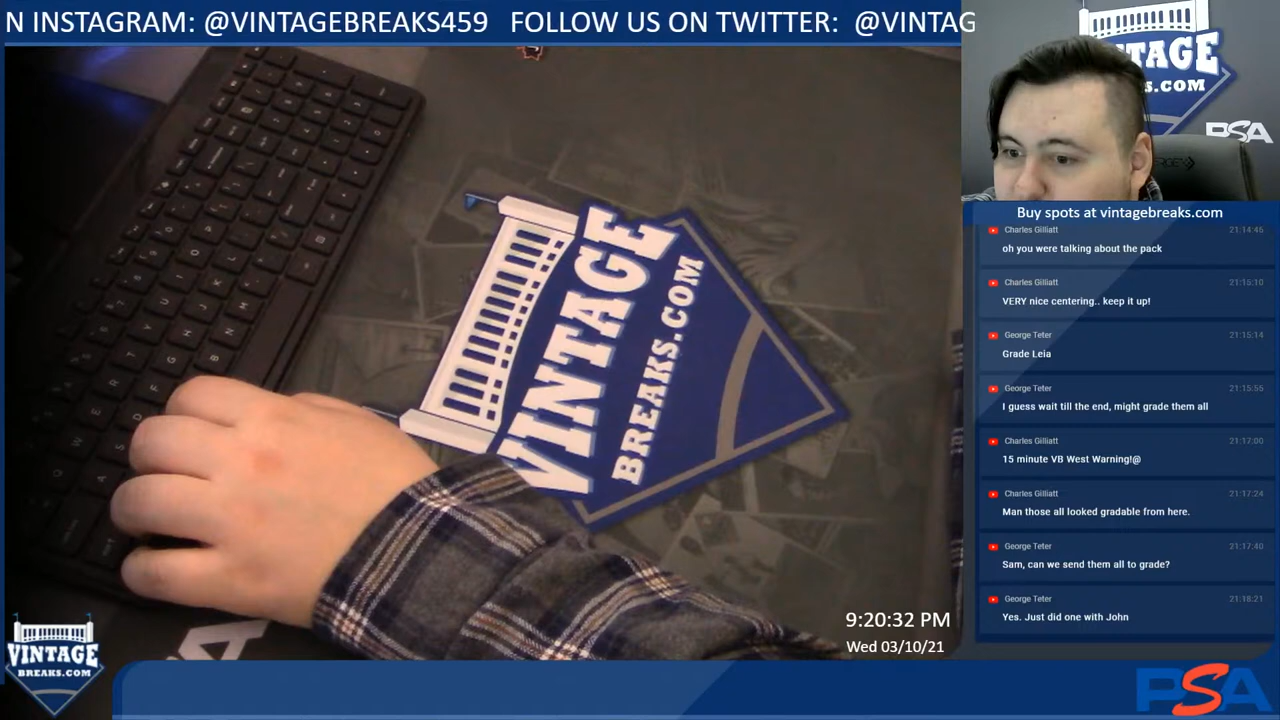 N INSTAGRAM: @VINTAGEBREAKS459 FOLLOW US ON TWITTER: @VINTAG
TAGE
S.COM
PSA
Buy spots at vintagebreaks.com
Charles Gilliatt 21:14:45
oh you were talking about the pack
Charles Gilliatt 21:15:10
VERY nice centering.. keep it up!
George Teter 21:15:14
Grade Leia
George Teter 21:15:55
I guess wait till the end, might grade them all
Charles Gilliatt 21:17:00
15 minute VB West Warning!@
Charles Gilliatt 21:17:24
Man those all looked gradable from here.
George Teter 21:17:40
Sam, can we send them all to grade?
George Teter 21:18:21
Yes. Just did one with John
VINTAGE
BREAKS.COM
9:20:32 PM
Wed 03/10/21
VINTAGE
BREAKS.COM
PSA